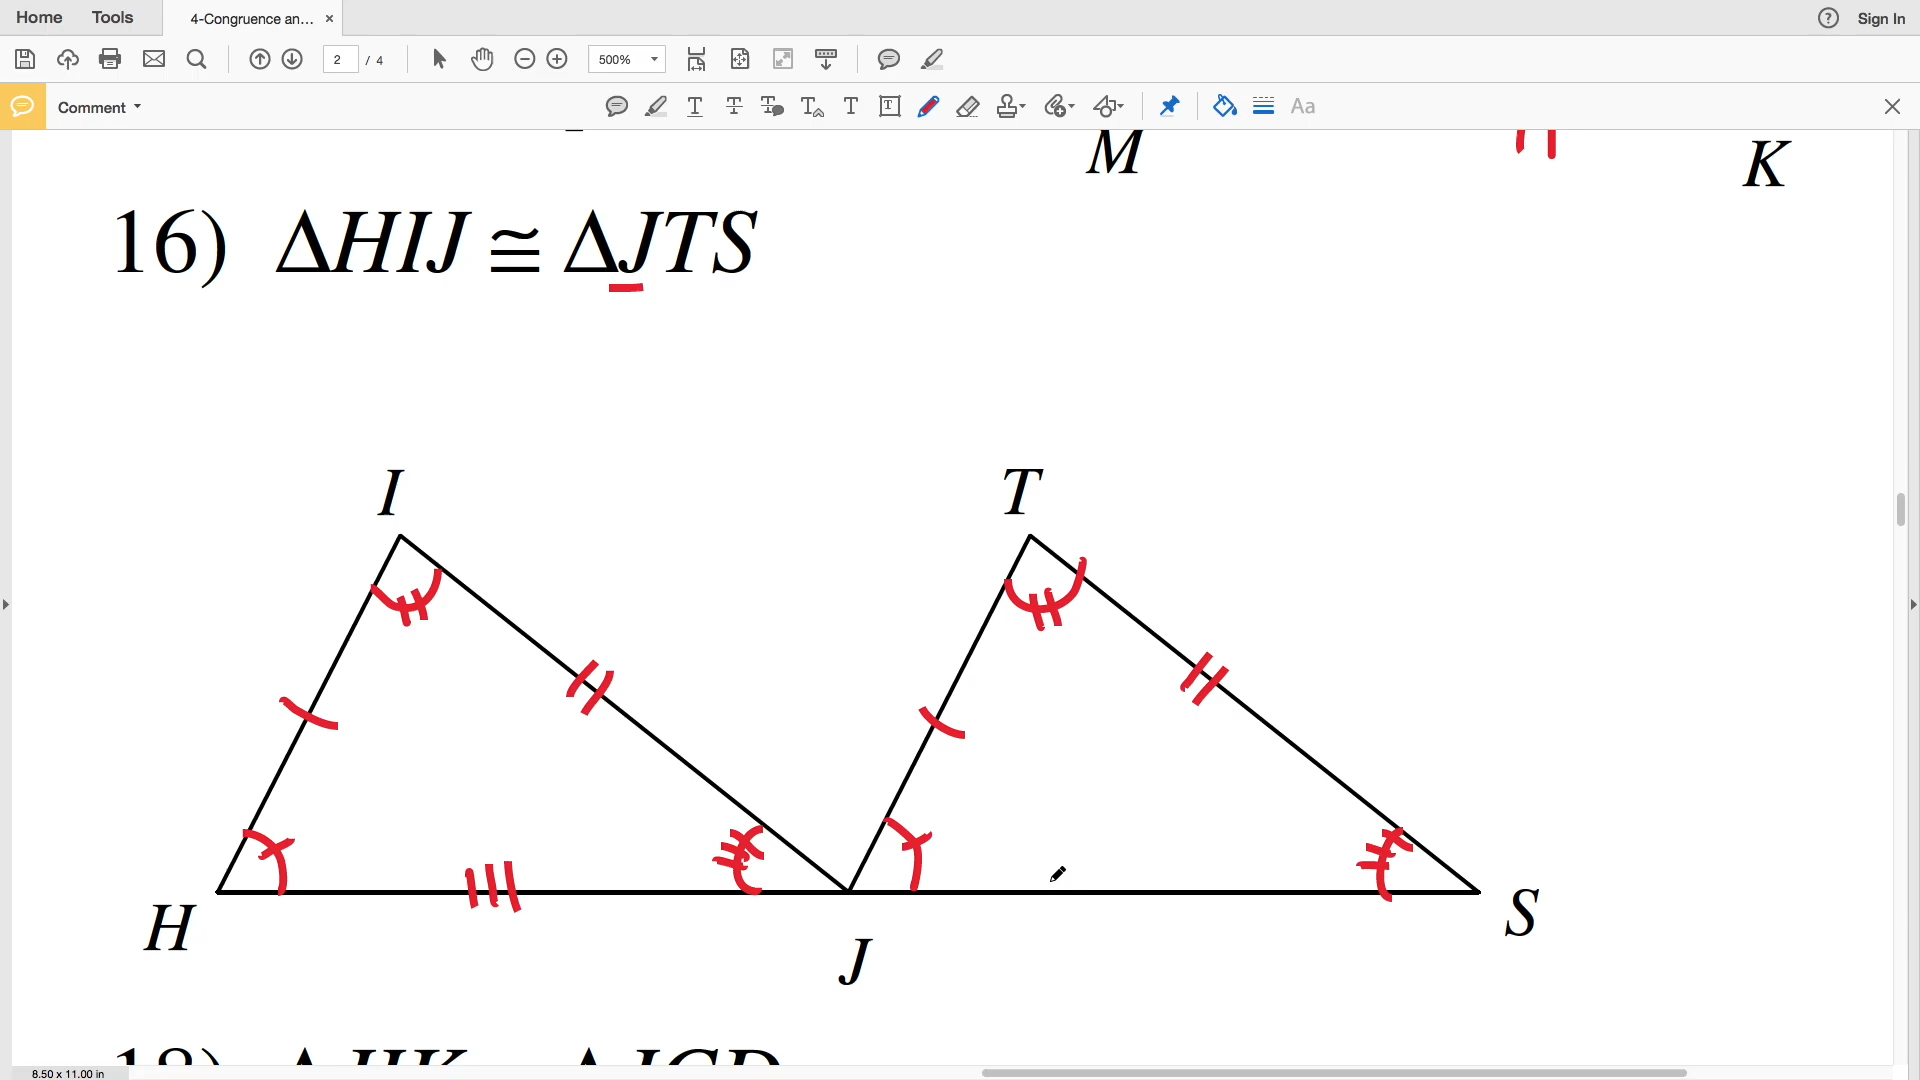 Home Tools 4-Congruence an... × ? Sign In
2 / 4 500%
Comment T T T T T T Aa
M
K
16) ΔHIJ ≅ ΔJTS
I T
H S
J
8.50 x 11.00 in